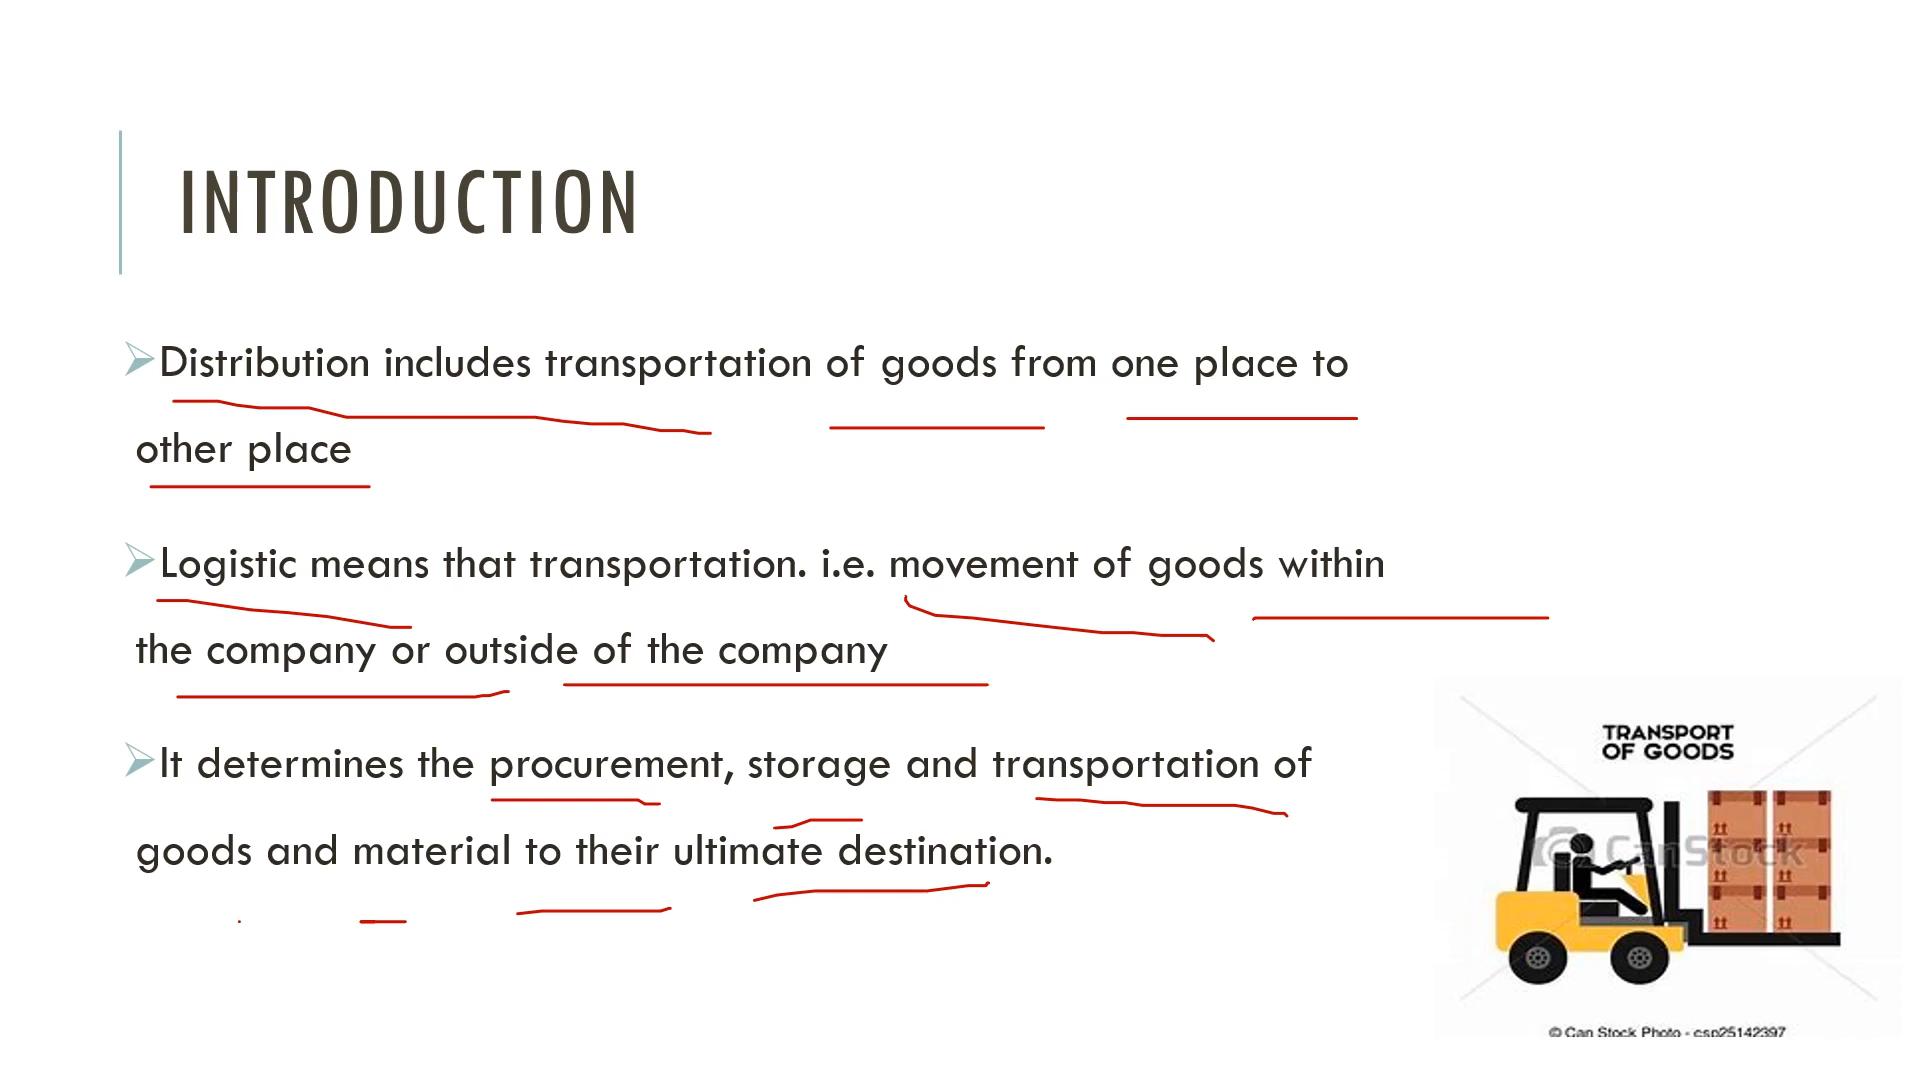 INTRODUCTION
Distribution includes transportation of goods from one place to
other place
Logistic means that transportation. i.e. movement of goods within
the company or outside of the company
It determines the procurement, storage and transportation of
goods and material to their ultimate destination.
TRANSPORT
OF GOODS
CanStock
© Can Stock Photo - csp25142397